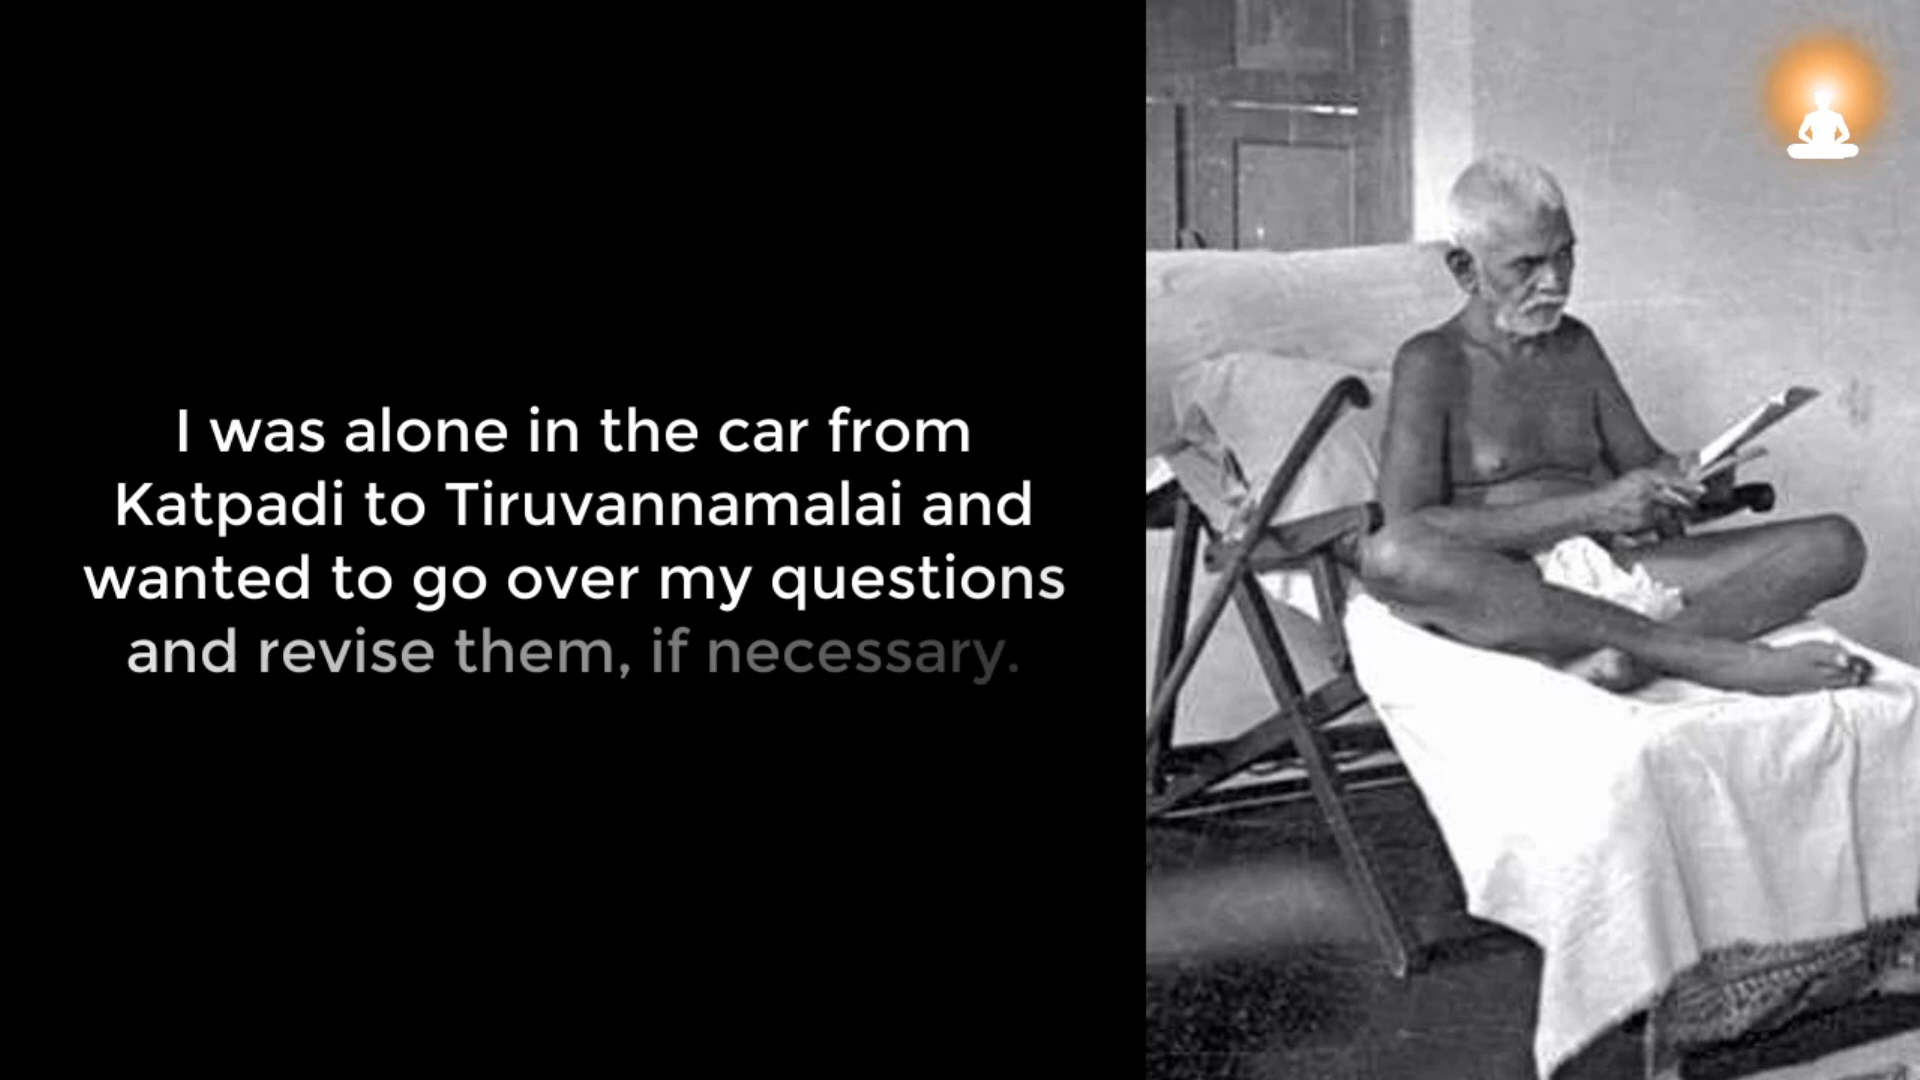 I was alone in the car from
Katpadi to Tiruvannamalai and
wanted to go over my questions
and revise them, if necessary.